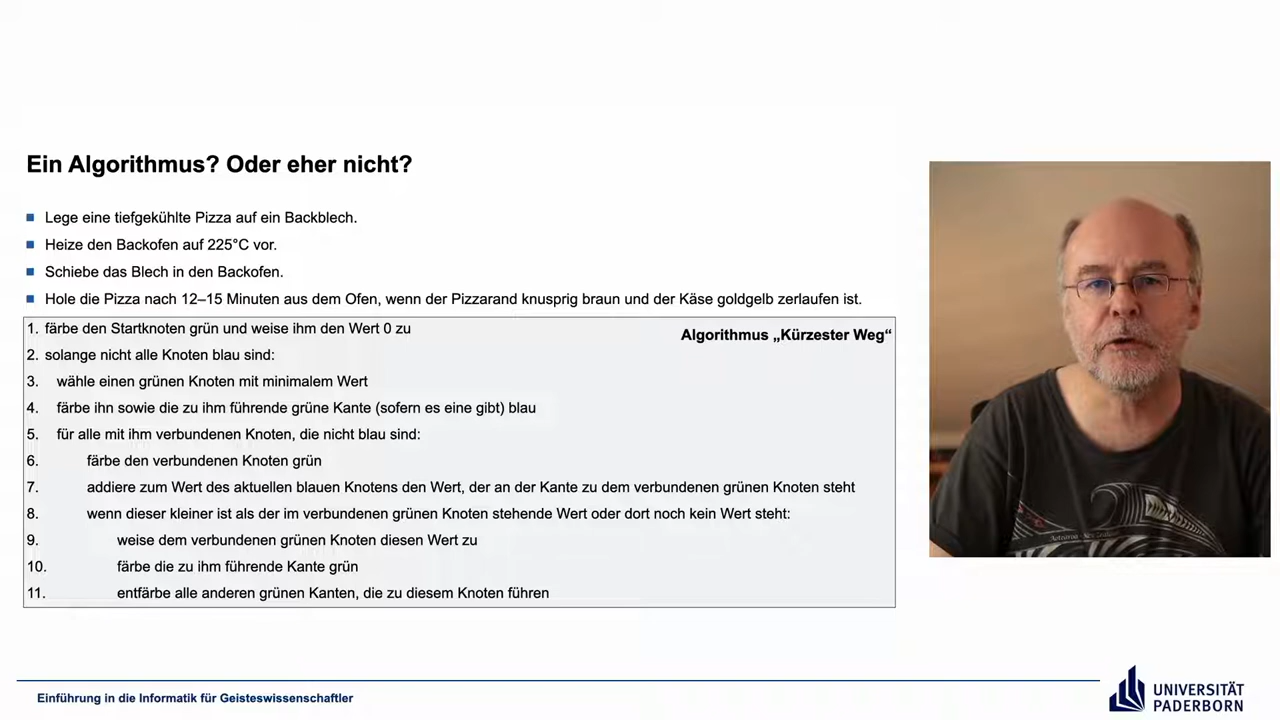 Ein Algorithmus? Oder eher nicht?
Lege eine tiefgekühlte Pizza auf ein Backblech.
Heize den Backofen auf 225°C vor.
Schiebe das Blech in den Backofen.
Hole die Pizza nach 12–15 Minuten aus dem Ofen, wenn der Pizzarand knusprig braun und der Käse goldgelb zerlaufen ist.
Algorithmus „Kürzester Weg“
1. färbe den Startknoten grün und weise ihm den Wert 0 zu
2. solange nicht alle Knoten blau sind:
3. wähle einen grünen Knoten mit minimalem Wert
4. färbe ihn sowie die zu ihm führende grüne Kante (sofern es eine gibt) blau
5. für alle mit ihm verbundenen Knoten, die nicht blau sind:
6. färbe den verbundenen Knoten grün
7. addiere zum Wert des aktuellen blauen Knotens den Wert, der an der Kante zu dem verbundenen grünen Knoten steht
8. wenn dieser kleiner ist als der im verbundenen grünen Knoten stehende Wert oder dort noch kein Wert steht:
9. weise dem verbundenen grünen Knoten diesen Wert zu
10. färbe die zu ihm führende Kante grün
11. entfärbe alle anderen grünen Kanten, die zu diesem Knoten führen
Einführung in die Informatik für Geisteswissenschaftler
UNIVERSITÄT
PADERBORN